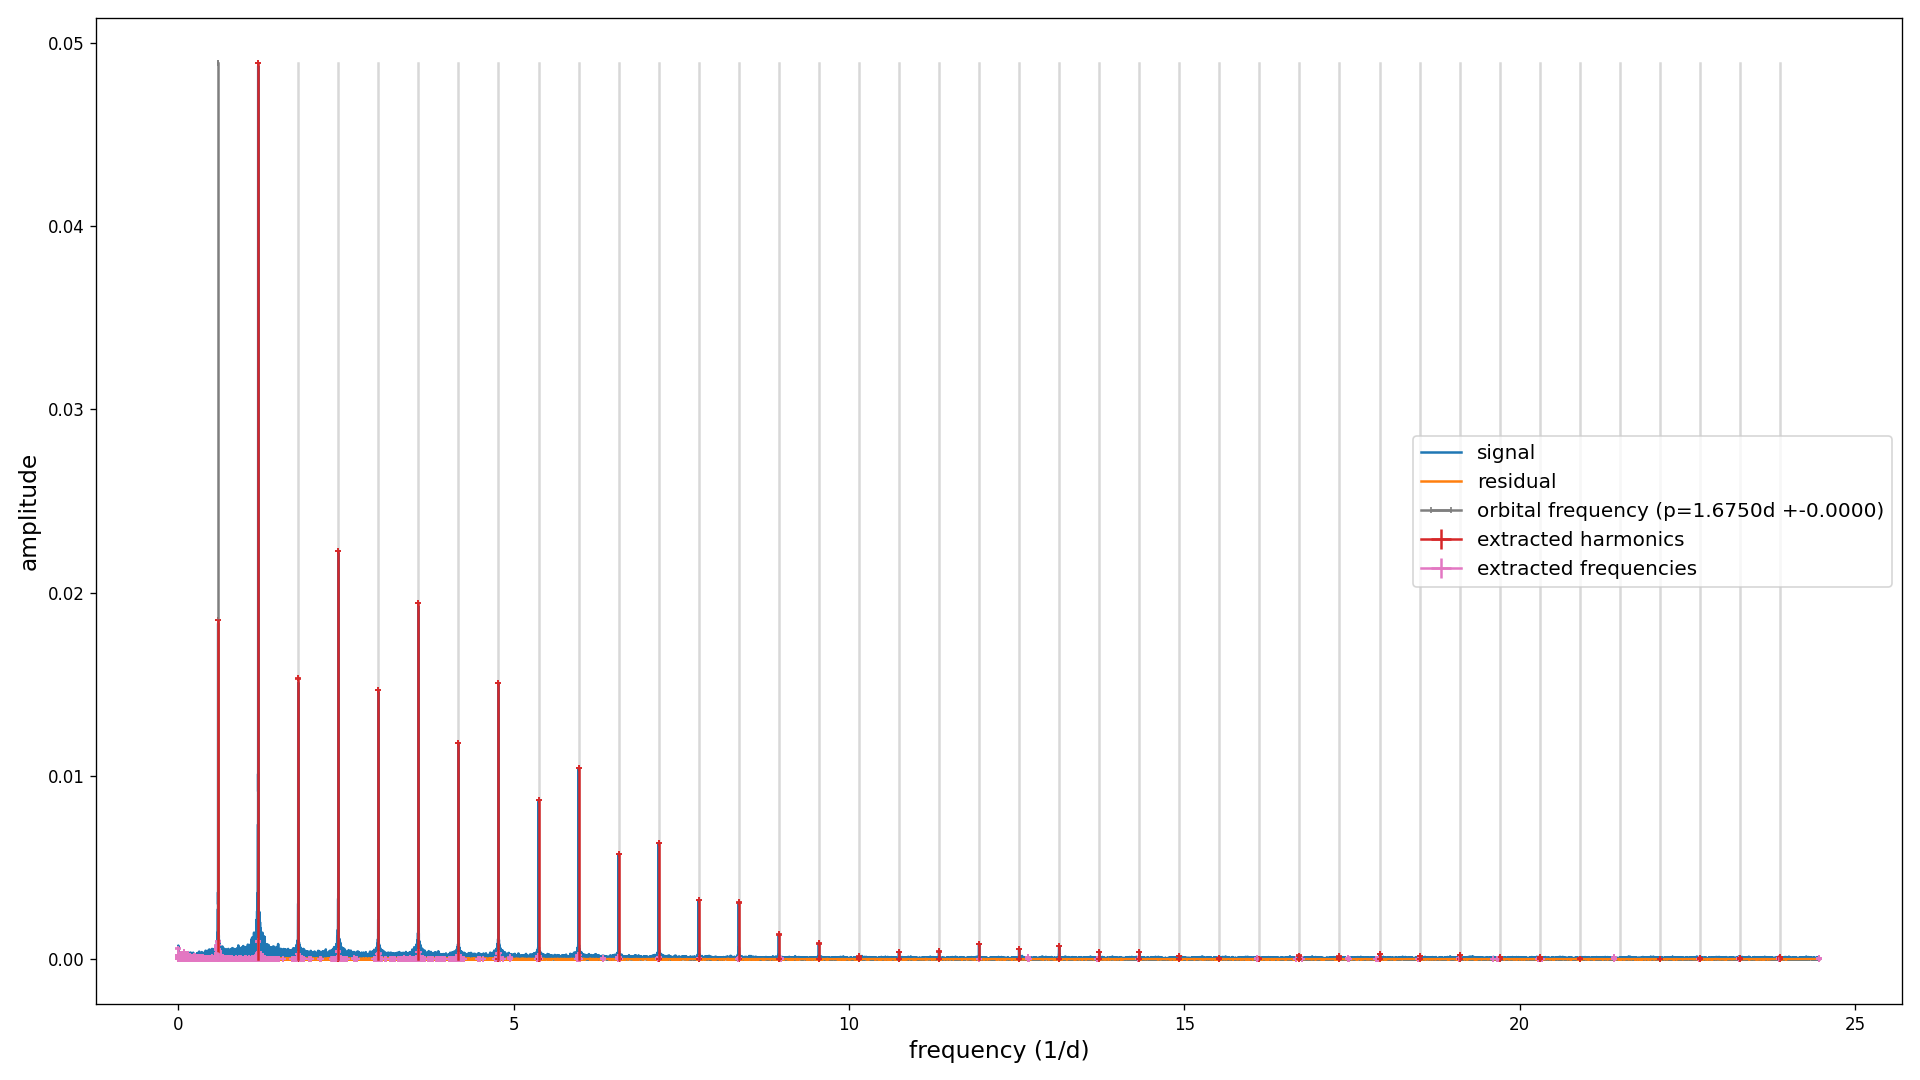 0.05
0.04
0.03
0.02
0.01
0.00
amplitude
0
5
10
15
20
25
frequency (1/d)
signal
residual
orbital frequency (p=1.6750d +-0.0000)
extracted harmonics
extracted frequencies